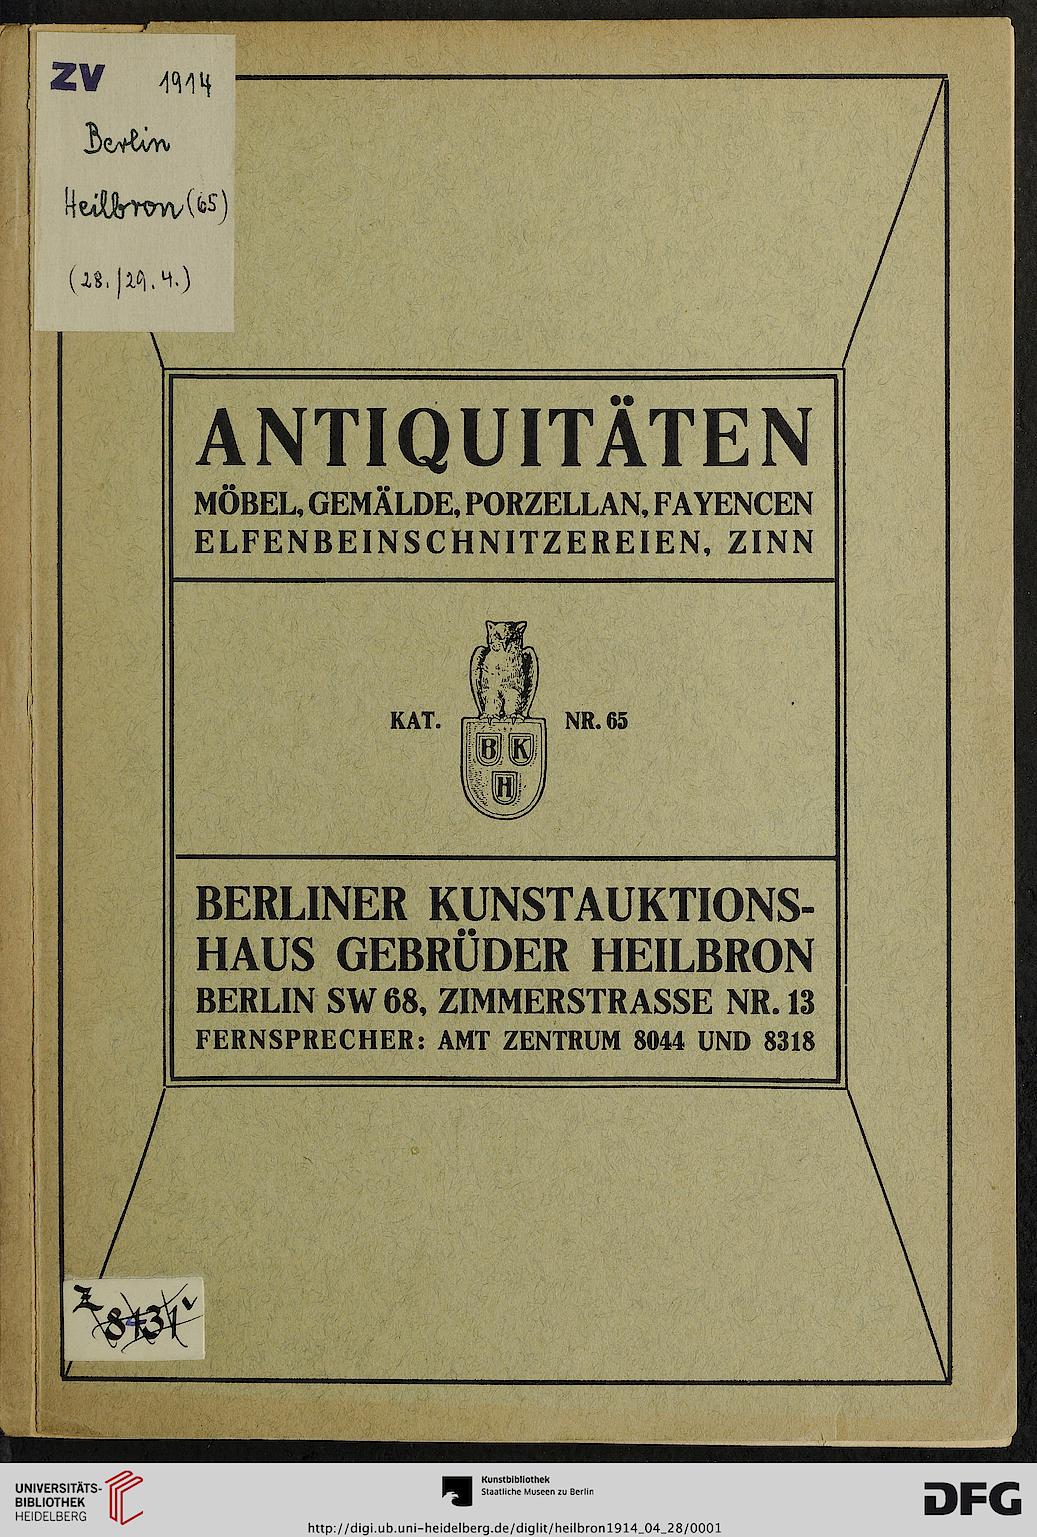 ZV 1914
Berlin
Heilbron (65)
(28./29.4.)
ANTIQUITÄTEN
MÖBEL, GEMÄLDE, PORZELLAN, FAYENCEN
ELFENBEINSCHNITZEREIEN, ZINN
KAT. NR. 65
B K
H
BERLINER KUNSTAUKTIONS-
HAUS GEBRÜDER HEILBRON
BERLIN SW 68, ZIMMERSTRASSE NR. 13
FERNSPRECHER: AMT ZENTRUM 8044 UND 8318
Z
UNIVERSITÄTS-
BIBLIOTHEK
HEIDELBERG
Kunstbibliothek
Staatliche Museen zu Berlin
DFG
http://digi.ub.uni-heidelberg.de/diglit/heilbron1914_04_28/0001